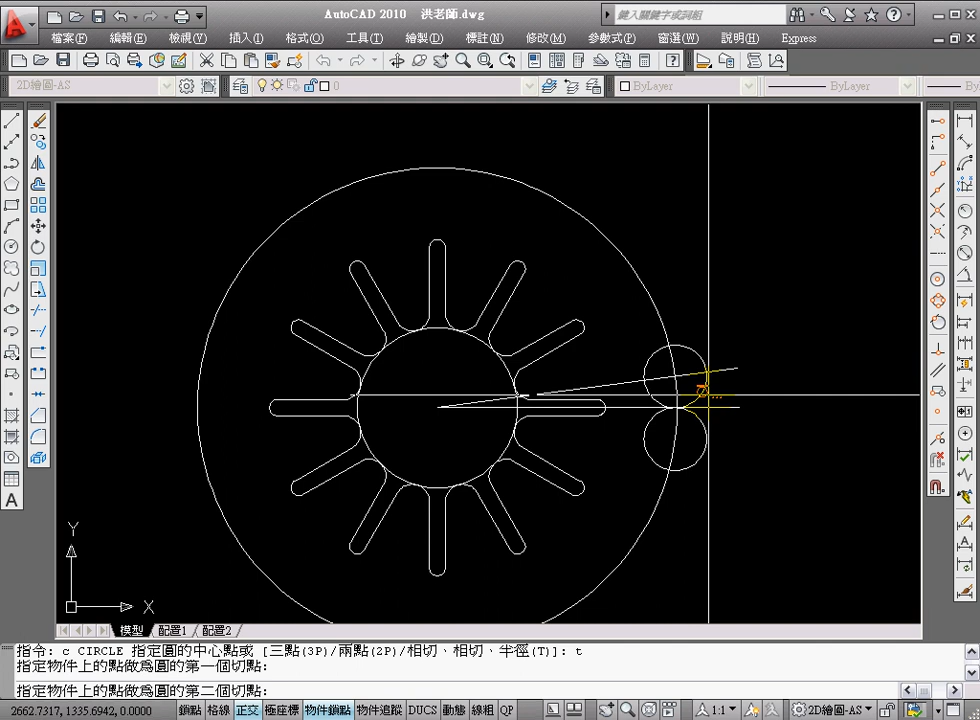 AutoCAD 2010 洪老師.dwg
鍵入關鍵字或詞組
檔案(F) 編輯(E) 檢視(V) 插入(I) 格式(O) 工具(T) 繪製(D) 標註(N) 修改(M) 參數式(P) 窗選(W) 說明(H) Express
2D繪圖-AS 0 ByLayer ByLayer By
Y
X
模型 配置1 配置2
指令: c CIRCLE 指定圓的中心點或 [三點(3P)/兩點(2P)/相切、相切、半徑(T)]: t
指定物件上的點做為圓的第一個切點:
指定物件上的點做為圓的第二個切點:
2662.7317, 1335.6942, 0.0000 鎖點 格線 正交 極座標 物件鎖點 物件追蹤 DUCS 動態 線粗 QP 1:1 2D繪圖-AS